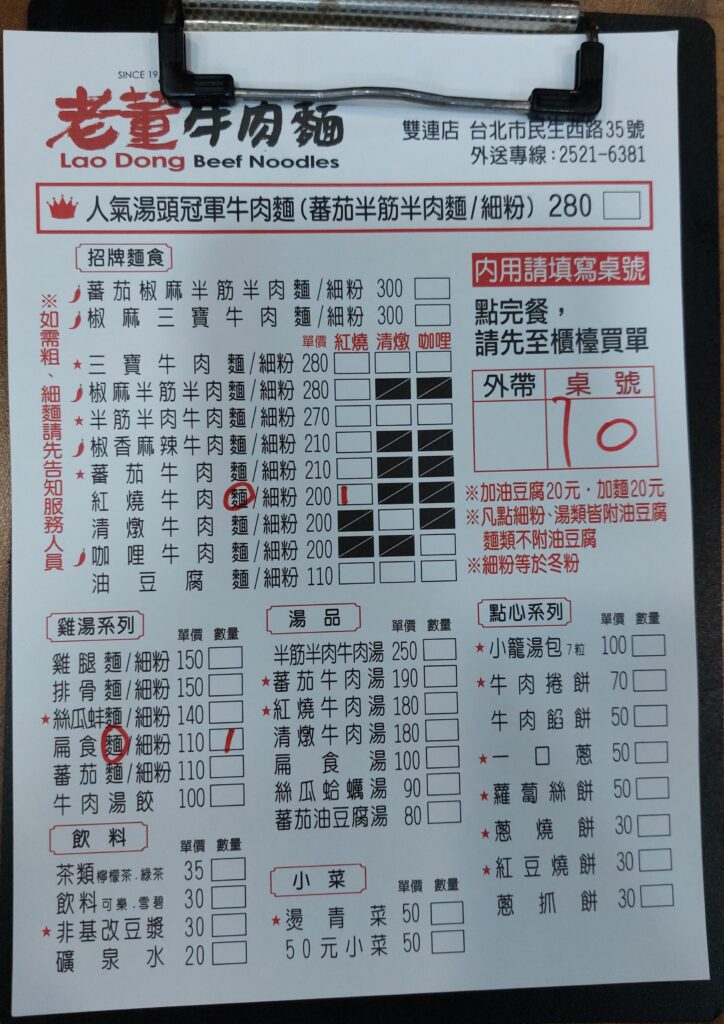 SINCE 19
老董牛肉麵
Lao Dong Beef Noodles
雙連店 台北市民生西路35號
外送專線:2521-6381
人氣湯頭冠軍牛肉麵(蕃茄半筋半肉麵/細粉) 280
招牌麵食
※如需粗、細麵請先告知服務人員
蕃茄椒麻半筋半肉麵/細粉 300
椒麻三寶牛肉麵/細粉 300
單價 紅燒 清燉 咖哩
★三寶牛肉麵/細粉 280
椒麻半筋半肉麵/細粉 280
★半筋半肉牛肉麵/細粉 270
椒香麻辣牛肉麵/細粉 210
★蕃茄牛肉麵/細粉 210
紅燒牛肉麵/細粉 200 1
清燉牛肉麵/細粉 200
咖哩牛肉麵/細粉 200
油豆腐麵/細粉 110
內用請填寫桌號
點完餐,
請先至櫃檯買單
外帶 桌號
10
※加油豆腐20元.加麵20元
※凡點細粉、湯類皆附油豆腐
麵類不附油豆腐
※細粉等於冬粉
雞湯系列 單價 數量
雞腿麵/細粉 150
排骨麵/細粉 150
★絲瓜蚌麵/細粉 140
扁食麵/細粉 110 1
蕃茄麵/細粉 110
牛肉湯餃 100
飲料 單價 數量
茶類 檸檬茶.綠茶 35
飲料 可樂.雪碧 30
★非基改豆漿 30
礦泉水 20
湯品 單價 數量
半筋半肉牛肉湯 250
★蕃茄牛肉湯 190
★紅燒牛肉湯 180
清燉牛肉湯 180
扁食湯 100
絲瓜蛤蠣湯 90
蕃茄油豆腐湯 80
小菜 單價 數量
★燙青菜 50
50元小菜 50
點心系列 單價 數量
★小籠湯包7粒 100
★牛肉捲餅 70
牛肉餡餅 50
★一口蔥 50
★蘿蔔絲餅 50
★蔥燒餅 30
★紅豆燒餅 30
蔥抓餅 30